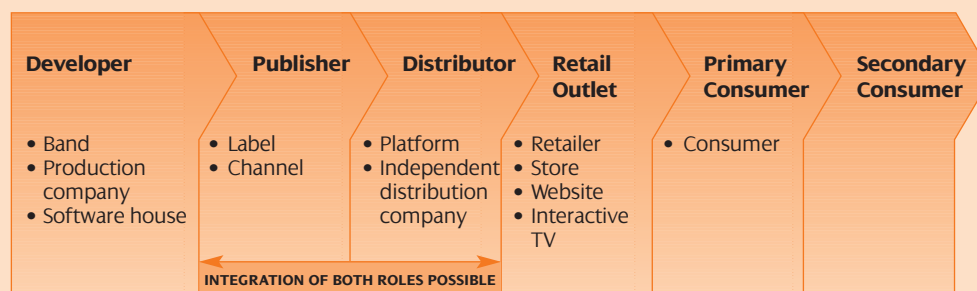 Developer
• Band
• Production
company
• Software house
Publisher
• Label
• Channel
Distributor
• Platform
• Independent
distribution
company
Retail
Outlet
• Retailer
• Store
• Website
• Interactive
TV
Primary
Consumer
• Consumer
Secondary
Consumer
INTEGRATION OF BOTH ROLES POSSIBLE